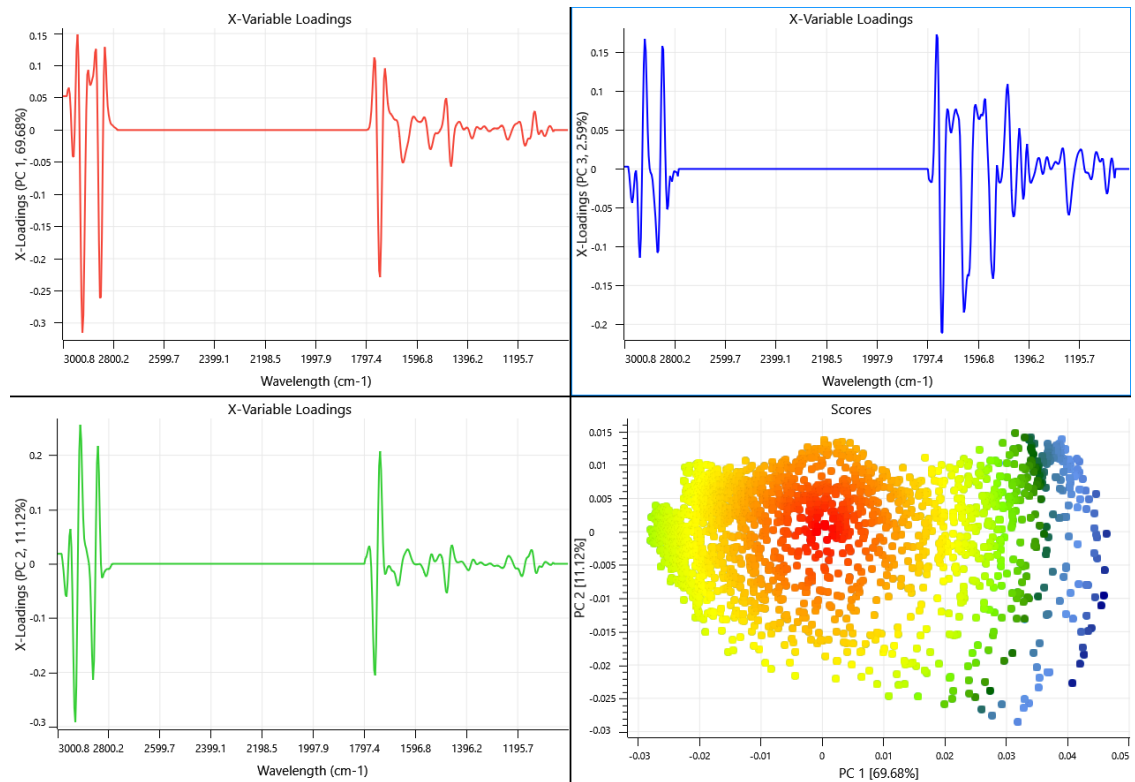 X-Variable Loadings
X-Loadings (PC 1, 69.68%)
0.15
0.1
0.05
0
-0.05
-0.1
-0.15
-0.2
-0.25
-0.3
3000.8 2800.2 2599.7 2399.1 2198.5 1997.9 1797.4 1596.8 1396.2 1195.7
Wavelength (cm-1)
X-Variable Loadings
X-Loadings (PC 3, 2.59%)
0.15
0.1
0.05
0
-0.05
-0.1
-0.15
-0.2
3000.8 2800.2 2599.7 2399.1 2198.5 1997.9 1797.4 1596.8 1396.2 1195.7
Wavelength (cm-1)
X-Variable Loadings
X-Loadings (PC 2, 11.12%)
0.2
0.1
0
-0.1
-0.2
-0.3
3000.8 2800.2 2599.7 2399.1 2198.5 1997.9 1797.4 1596.8 1396.2 1195.7
Wavelength (cm-1)
Scores
PC 2 [11.12%]
0.015
0.01
0.005
0
-0.005
-0.01
-0.015
-0.02
-0.025
-0.03
-0.03 -0.02 -0.01 0 0.01 0.02 0.03 0.04 0.05
PC 1 [69.68%]